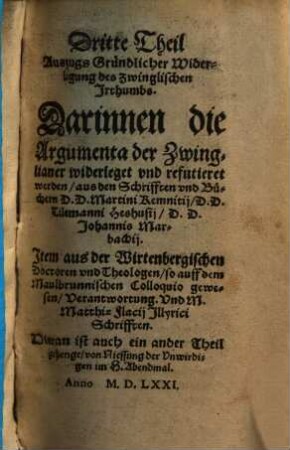 Dritte Theil
Auszugs Gründlicher Wider-
legung des Zwinglischen
Irthumbs.
Darinnen die
Argumenta der Zwing-
lianer widerleget vnd refutieret
werden / aus den Schrifften vnd Bü-
chern D. D. Martini Kemnitij / D. D.
Tilemanni Heshusij / D. D.
Johannis Mar-
bachij.
Item aus der Wirtenbergischen
Doctoren vnd Theologen / so auff dem
Maulbrunnischen Colloquio gewe-
sen / Verantwortung. Vnd M.
Matthiæ Flacij Illyrici
Schrifften.
Diran ist auch ein ander Theil
gehengt / von Niessung der Vnwirdi-
gen im H. Abendmal.
Anno M. D. LXXI.